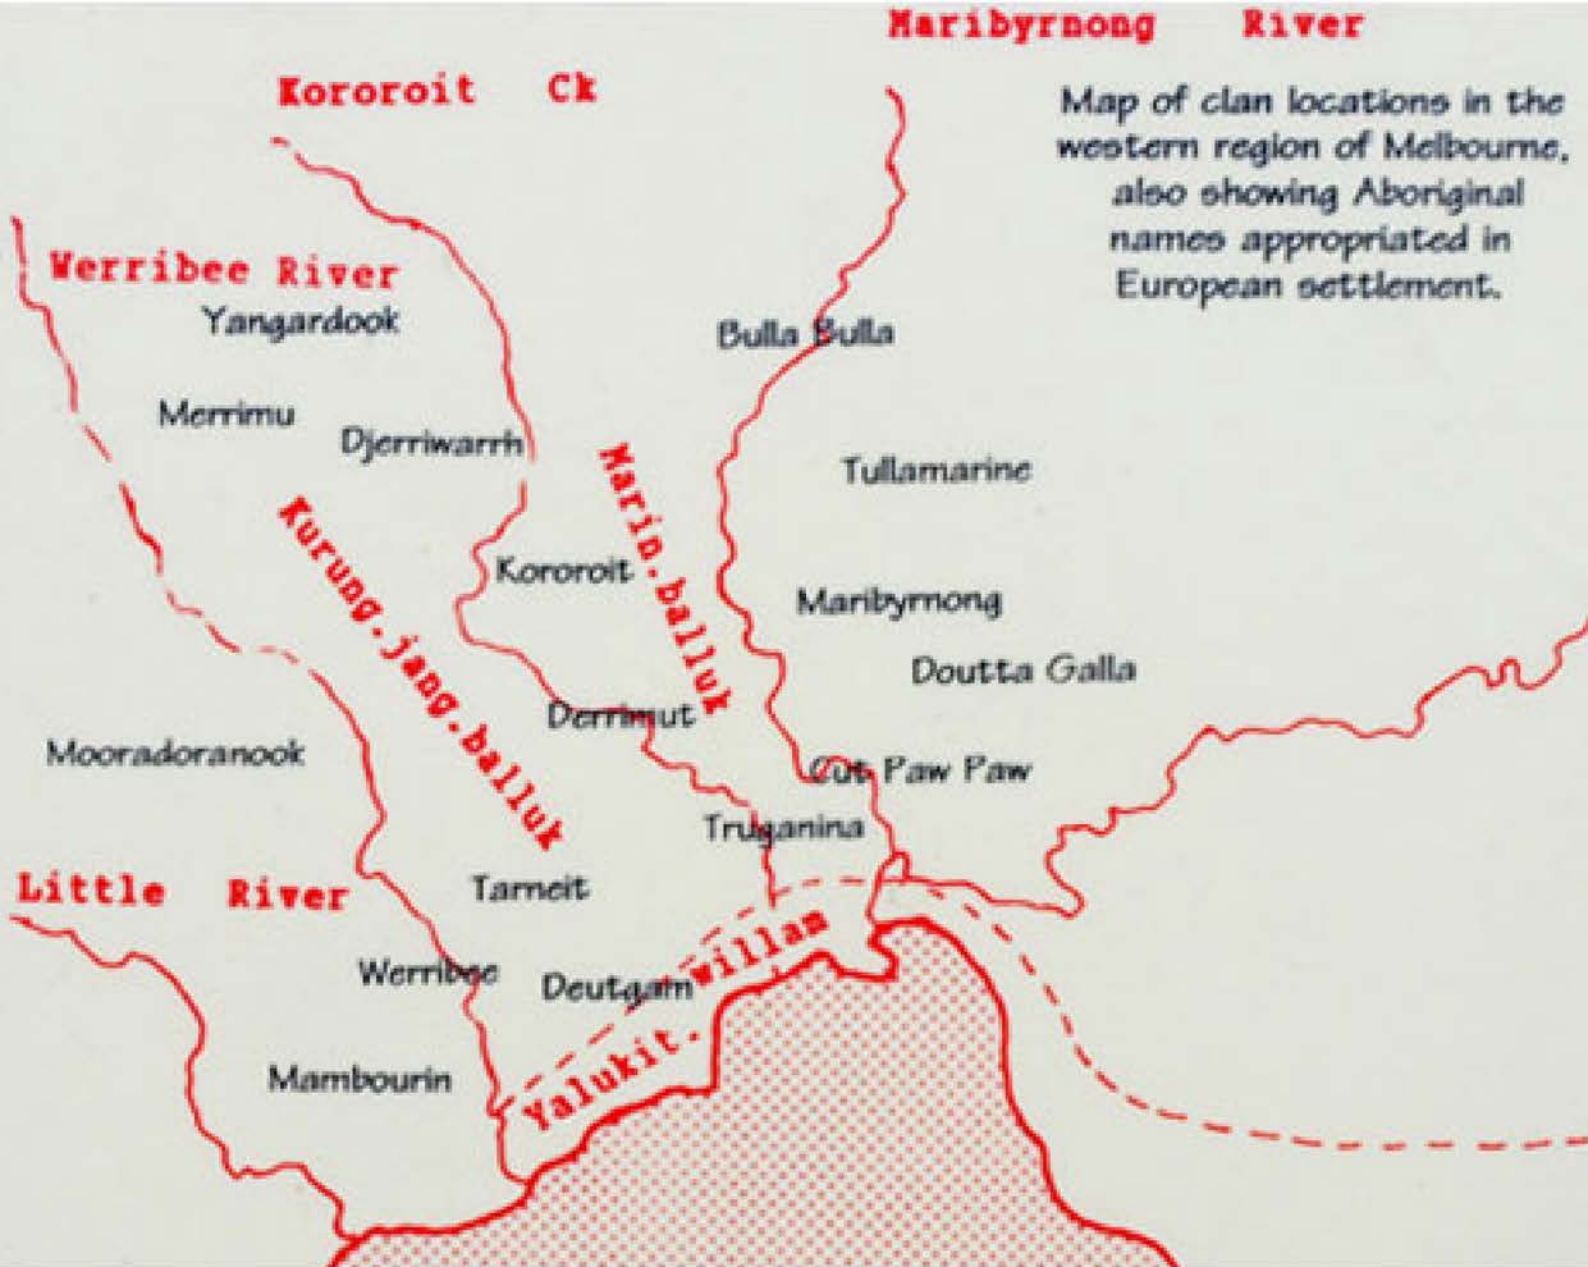 Maribyrnong River
Kororoit Ck
Map of clan locations in the
western region of Melbourne,
also showing Aboriginal
names appropriated in
European settlement.
Werribee River
Yangardook
Bulla Bulla
Merrimu
Djerriwarrh
Tullamarine
Marin.balluk
Kurung.jang.balluk
Kororoit
Maribyrnong
Doutta Galla
Derrimut
Mooradoranook
Cut Paw Paw
Truganina
Little River
Tarneit
Werribee
Deutgam
Yalukit.willam
Mambourin